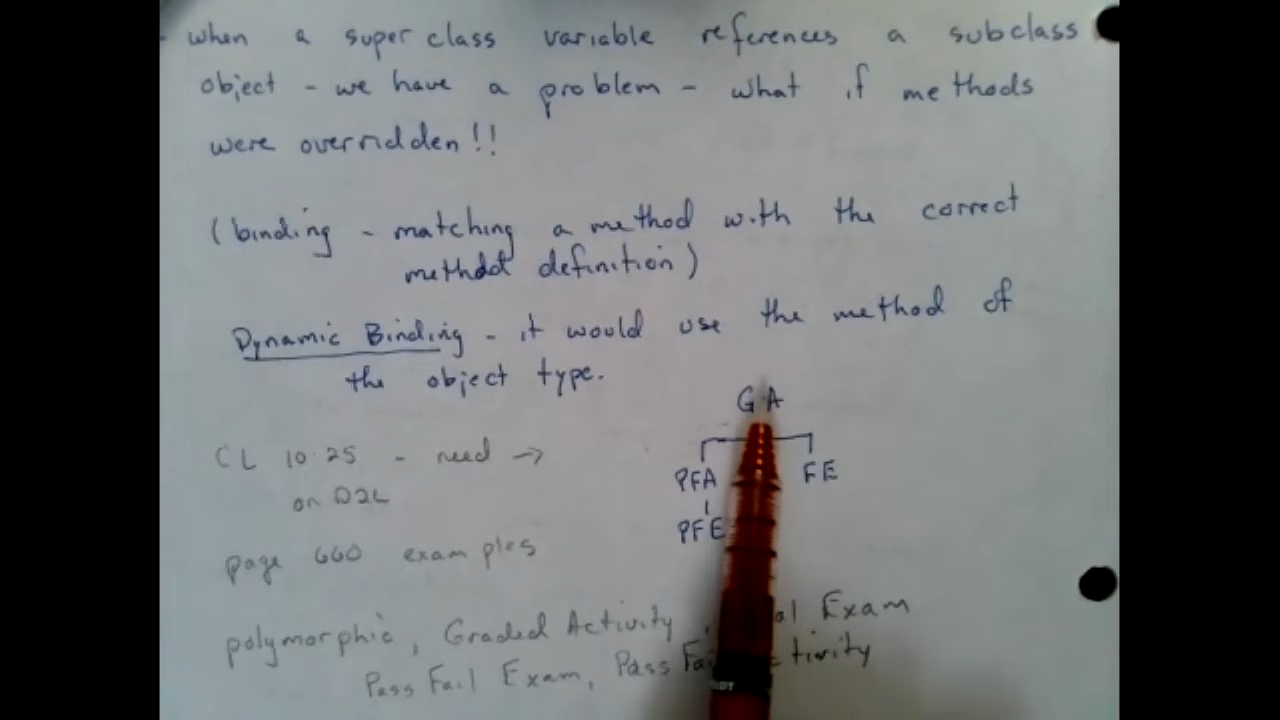 - when a super class variable references a subclass
object - we have a problem - what if methods
were overridden!!
(binding - matching a method with the correct
method definition)
Dynamic Binding - it would use the method of
the object type.
GA
CL 10.25 - need →
on D2L
PFA FE
PFE
page 660 examples
polymorphic, Graded Activity, Exam
Pass Fail Exam, Pass